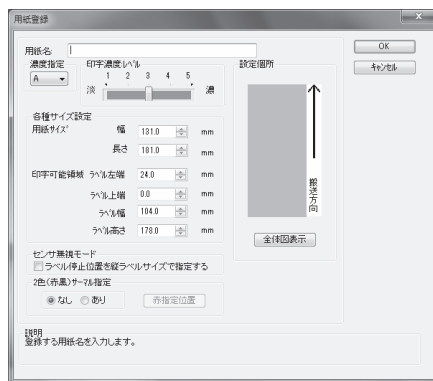 用紙登録
用紙名:
OK
キャンセル
濃度指定
A
印字濃度レベル
1 2 3 4 5
淡
濃
設定個所
搬送方向
全体図表示
各種サイズ設定
用紙サイズ 幅 131.0 mm
長さ 181.0 mm
印字可能領域 ラベル左端 24.0 mm
ラベル上端 0.0 mm
ラベル幅 104.0 mm
ラベル高さ 178.0 mm
センサ無視モード
ラベル停止位置を縦ラベルサイズで指定する
2色(赤黒)サーマル指定
なし あり 赤指定位置
説明
登録する用紙名を入力します。